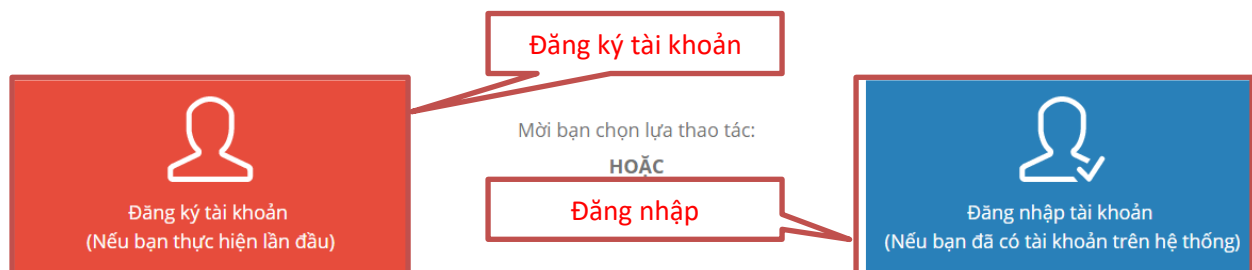 Đăng ký tài khoản
Đăng ký tài khoản
(Nếu bạn thực hiện lần đầu)
Mời bạn chọn lựa thao tác:
HOẶC
Đăng nhập
Đăng nhập tài khoản
(Nếu bạn đã có tài khoản trên hệ thống)